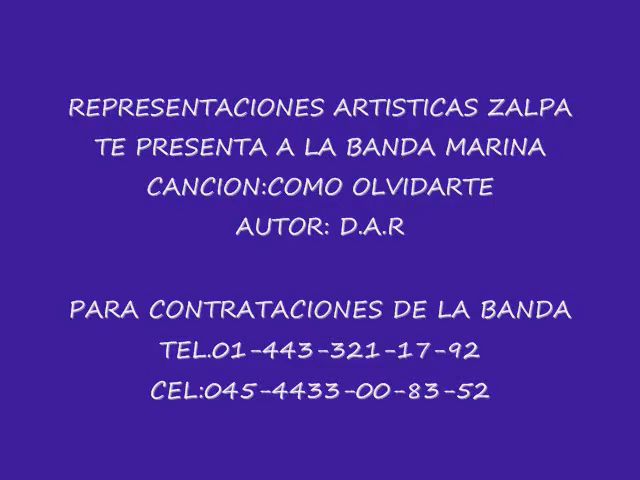 REPRESENTACIONES ARTISTICAS ZALPA
TE PRESENTA A LA BANDA MARINA
CANCION:COMO OLVIDARTE
AUTOR: D.A.R
PARA CONTRATACIONES DE LA BANDA
TEL.01-443-321-17-92
CEL:045-4433-00-83-52